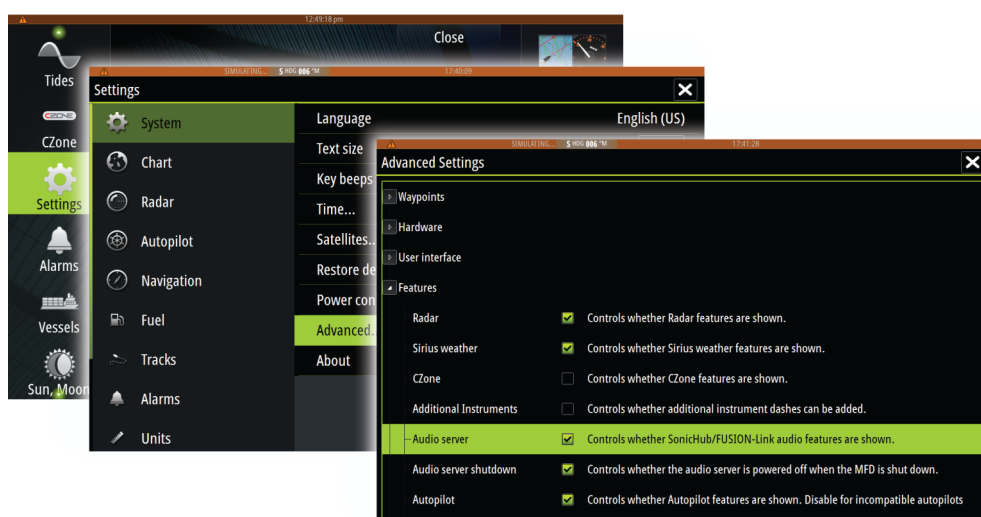 12:49:18 pm
Close
Tides
CZONE
CZone
Settings
Alarms
Vessels
Sun, Moon
SIMULATING... S HDG 006 °M 17:40:09
Settings
System
Chart
Radar
Autopilot
Navigation
Fuel
Tracks
Alarms
Units
Language English (US)
Text size
Key beeps
Time...
Satellites..
Restore de
Power con
Advanced.
About
SIMULATING... S HDG 006 °M 17:41:28
Advanced Settings
Waypoints
Hardware
User interface
Features
Radar Controls whether Radar features are shown.
Sirius weather Controls whether Sirius weather features are shown.
CZone Controls whether CZone features are shown.
Additional Instruments Controls whether additional instrument dashes can be added.
Audio server Controls whether SonicHub/FUSION-Link audio features are shown.
Audio server shutdown Controls whether the audio server is powered off when the MFD is shut down.
Autopilot Controls whether Autopilot features are shown. Disable for incompatible autopilots